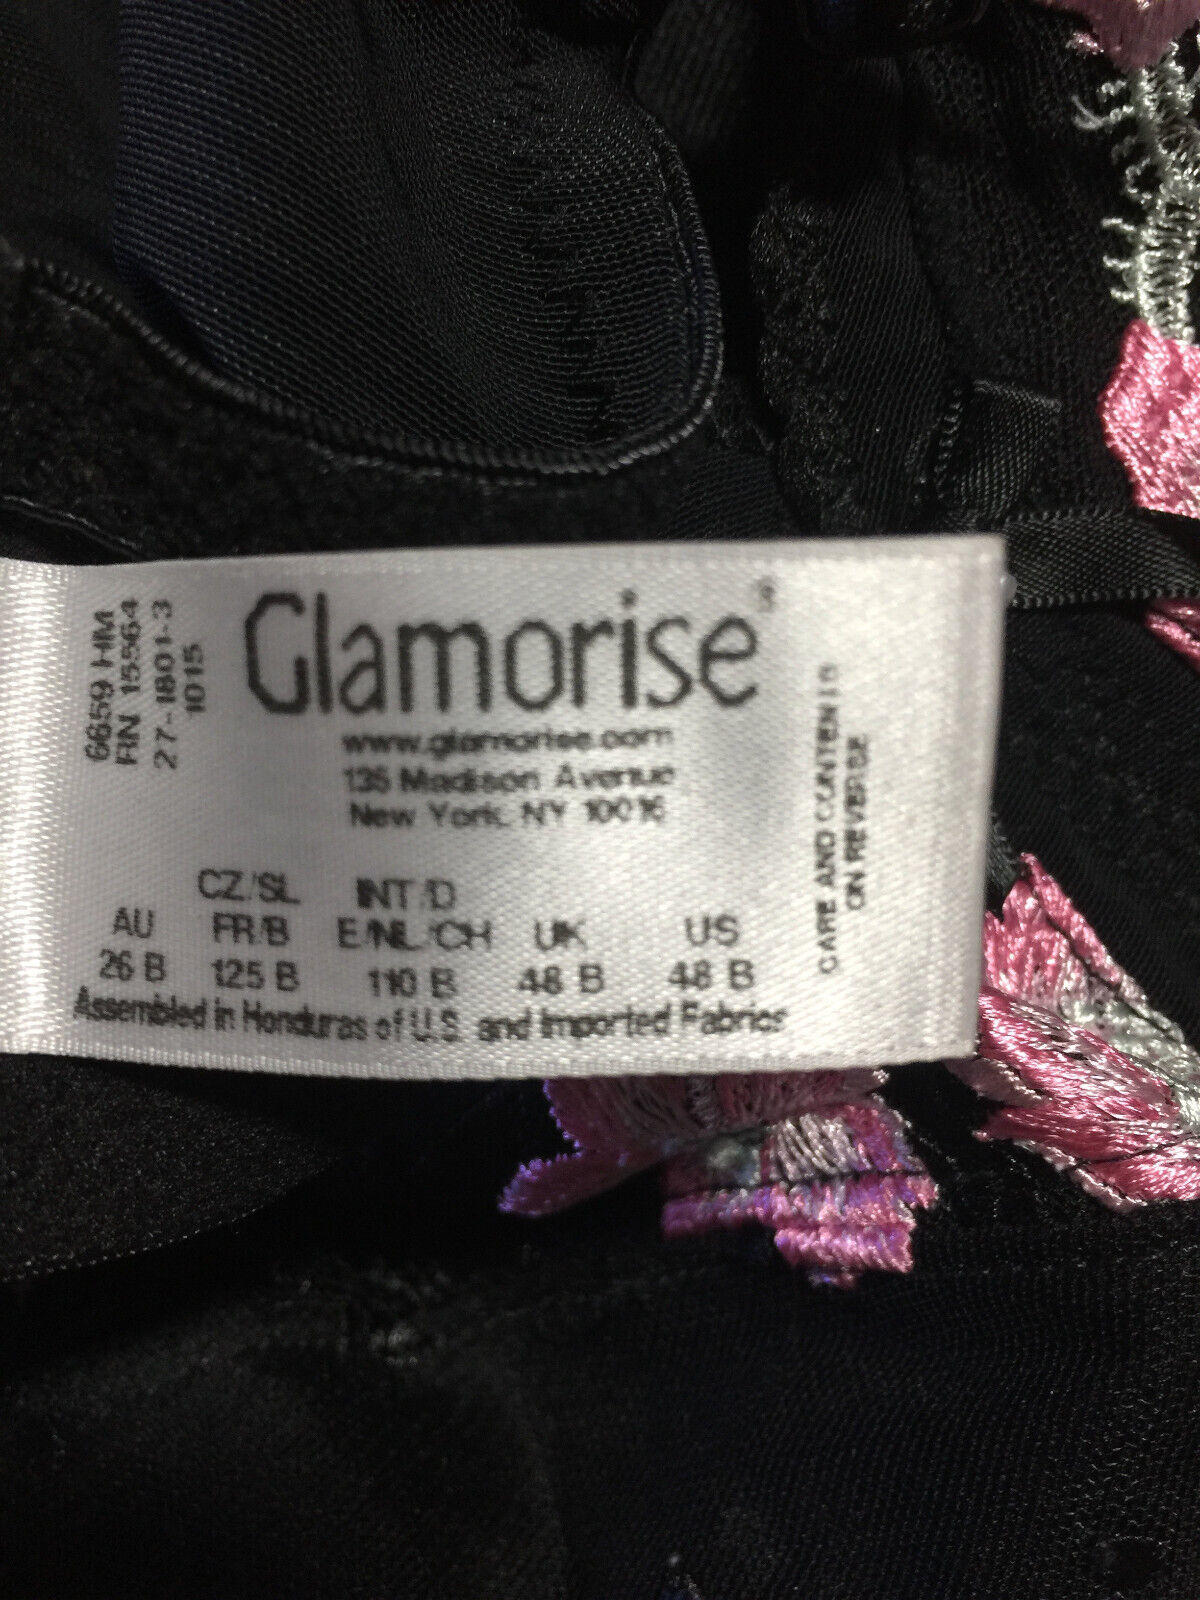 6659 HM
RN 15564
27-1801-3
1015
Glamorise®
www.glamorise.com
135 Madison Avenue
New York, NY 10016
CZ/SL INT/D
AU FR/B E/NL/CH UK US
26 B 125 B 110 B 48 B 48 B
Assembled in Honduras of U.S. and Imported Fabrics
CARE AND CONTENTS
ON REVERSE